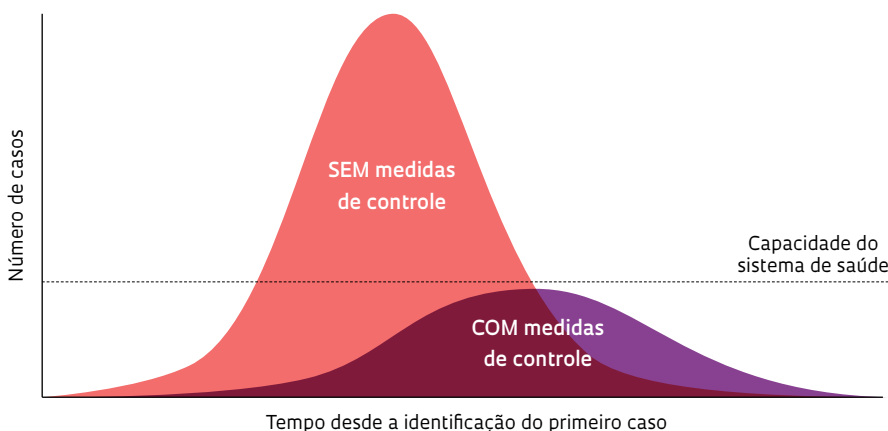 Número de casos
SEM medidas
de controle
Capacidade do
sistema de saúde
COM medidas
de controle
Tempo desde a identificação do primeiro caso